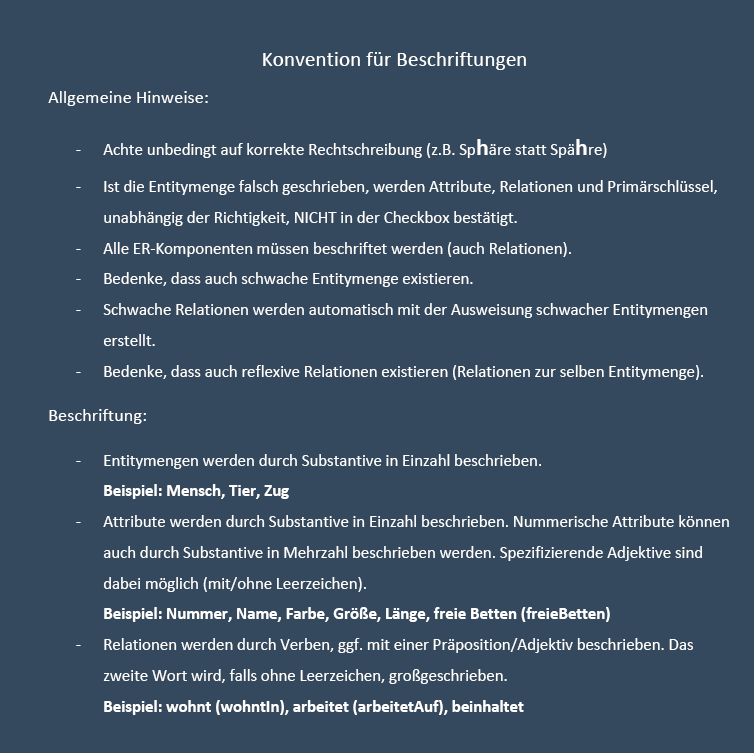 Konvention für Beschriftungen
Allgemeine Hinweise:
- Achte unbedingt auf korrekte Rechtschreibung (z.B. Sphäre statt Spähre)
- Ist die Entitymenge falsch geschrieben, werden Attribute, Relationen und Primärschlüssel,
unabhängig der Richtigkeit, NICHT in der Checkbox bestätigt.
- Alle ER-Komponenten müssen beschriftet werden (auch Relationen).
- Bedenke, dass auch schwache Entitymenge existieren.
- Schwache Relationen werden automatisch mit der Ausweisung schwacher Entitymengen
erstellt.
- Bedenke, dass auch reflexive Relationen existieren (Relationen zur selben Entitymenge).
Beschriftung:
- Entitymengen werden durch Substantive in Einzahl beschrieben.
Beispiel: Mensch, Tier, Zug
- Attribute werden durch Substantive in Einzahl beschrieben. Nummerische Attribute können
auch durch Substantive in Mehrzahl beschrieben werden. Spezifizierende Adjektive sind
dabei möglich (mit/ohne Leerzeichen).
Beispiel: Nummer, Name, Farbe, Größe, Länge, freie Betten (freieBetten)
- Relationen werden durch Verben, ggf. mit einer Präposition/Adjektiv beschrieben. Das
zweite Wort wird, falls ohne Leerzeichen, großgeschrieben.
Beispiel: wohnt (wohntIn), arbeitet (arbeitetAuf), beinhaltet